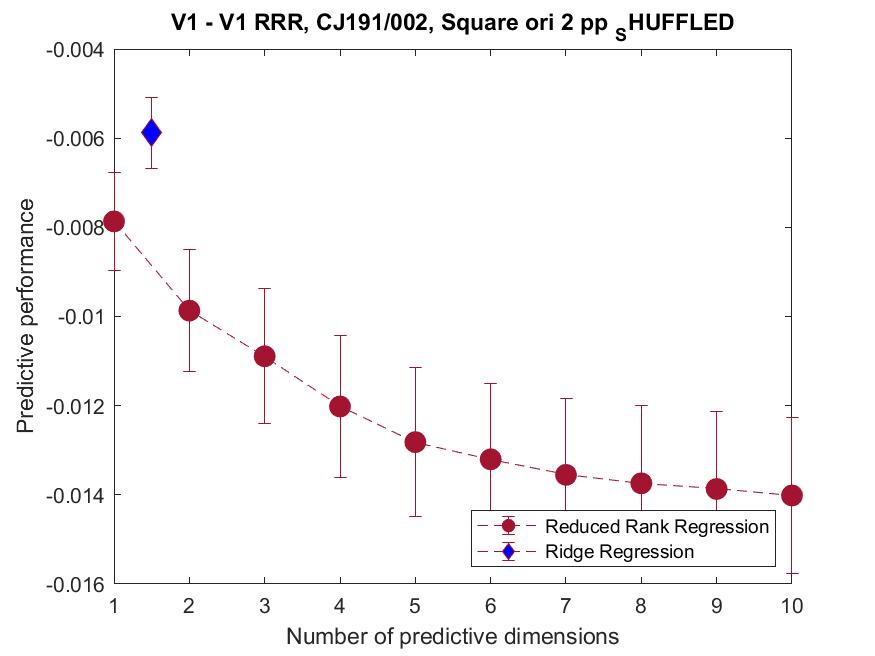 V1 - V1 RRR, CJ191/002, Square ori 2 pp SHUFFLED
-0.004
-0.006
-0.008
-0.01
-0.012
-0.014
-0.016
Predictive performance
Reduced Rank Regression
Ridge Regression
1 2 3 4 5 6 7 8 9 10
Number of predictive dimensions